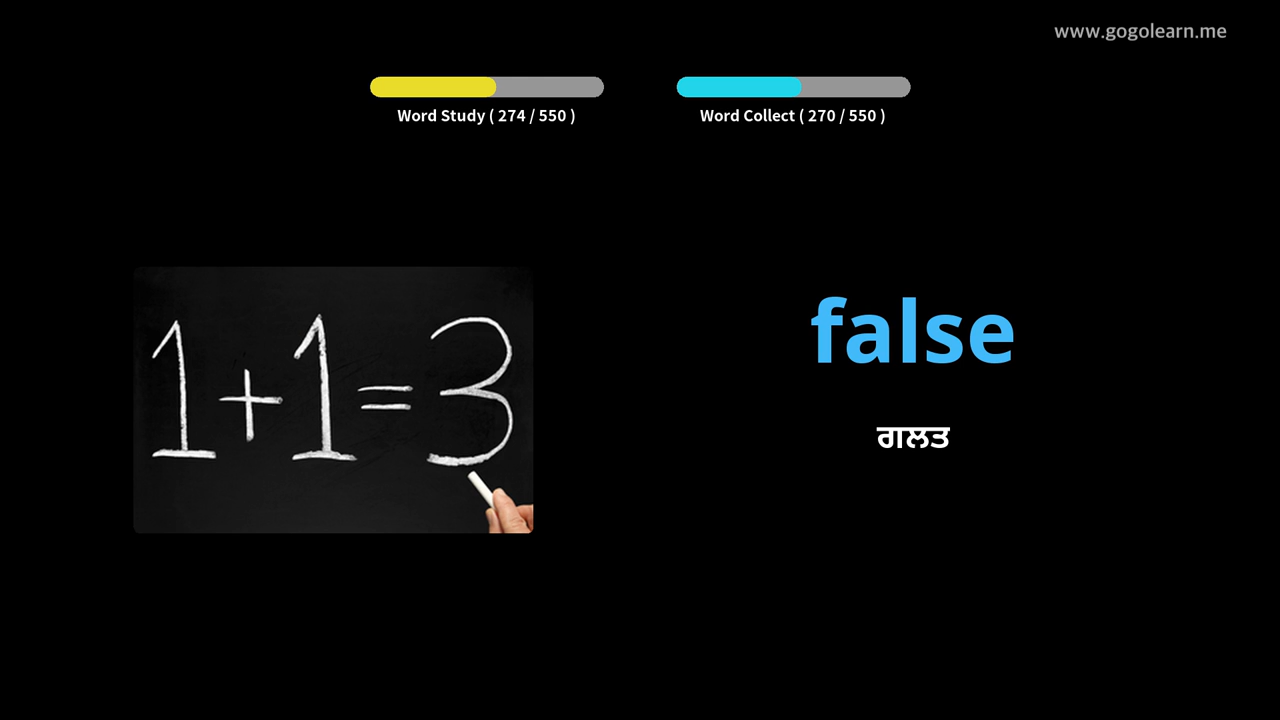 www.gogolearn.me
Word Study ( 274 / 550 )
Word Collect ( 270 / 550 )
1+1=3
false
ਗਲਤ